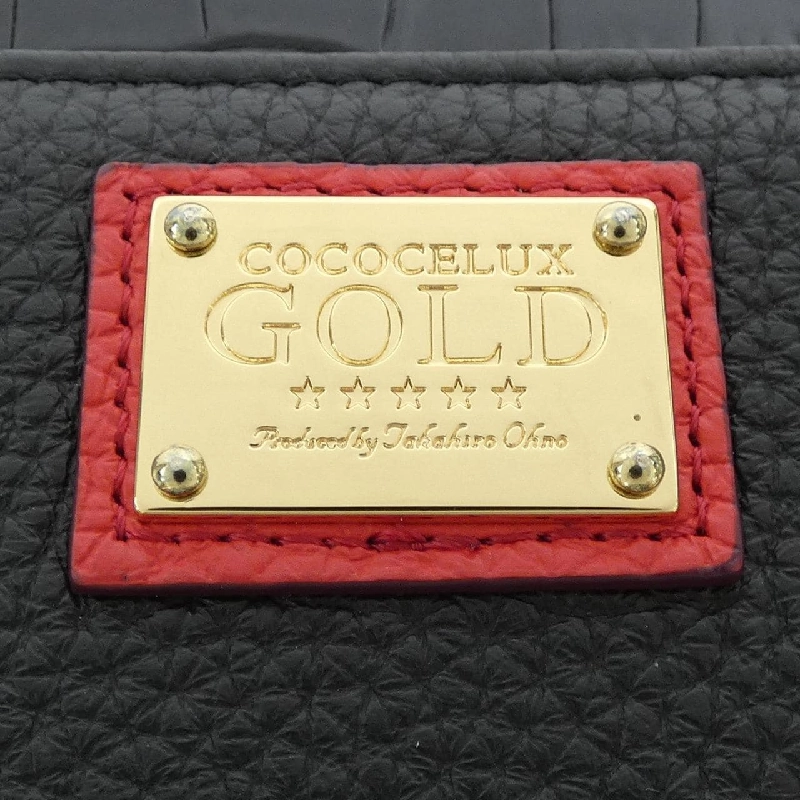 COCOCELUX
GOLD
☆☆☆☆☆
Produced by Takahiro Ohno